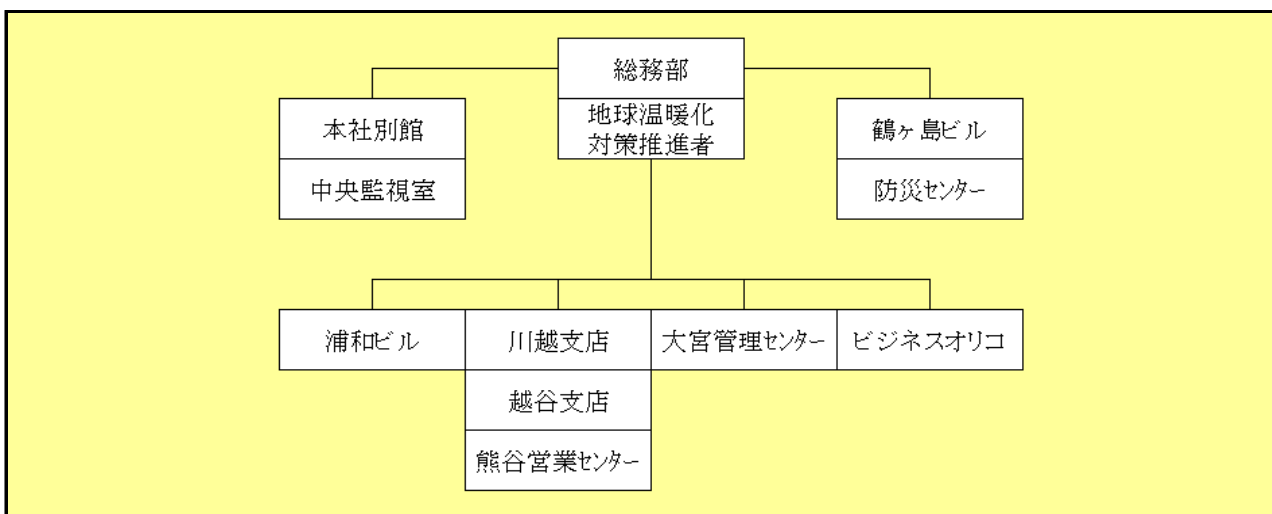 総務部
地球温暖化
対策推進者
本社別館
中央監視室
鶴ヶ島ビル
防災センター
浦和ビル
川越支店
大宮管理センター
ビジネスオリコ
越谷支店
熊谷営業センター